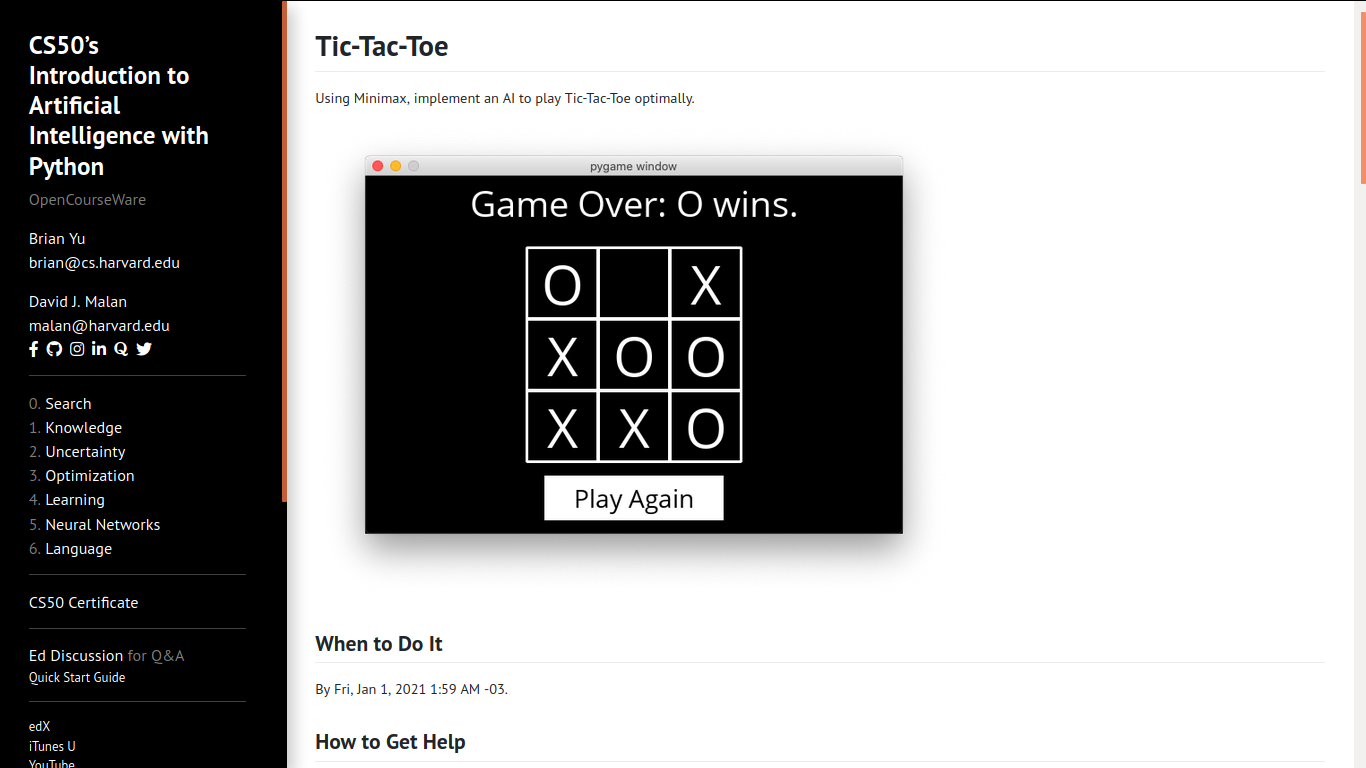 CS50’s
Introduction to
Artificial
Intelligence with
Python
OpenCourseWare
Brian Yu
brian@cs.harvard.edu
David J. Malan
malan@harvard.edu
0. Search
1. Knowledge
2. Uncertainty
3. Optimization
4. Learning
5. Neural Networks
6. Language
CS50 Certificate
Ed Discussion for Q&A
Quick Start Guide
edX
iTunes U
YouTube
Tic-Tac-Toe
Using Minimax, implement an AI to play Tic-Tac-Toe optimally.
pygame window
Game Over: O wins.
O X
X O O
X X O
Play Again
When to Do It
By Fri, Jan 1, 2021 1:59 AM -03.
How to Get Help